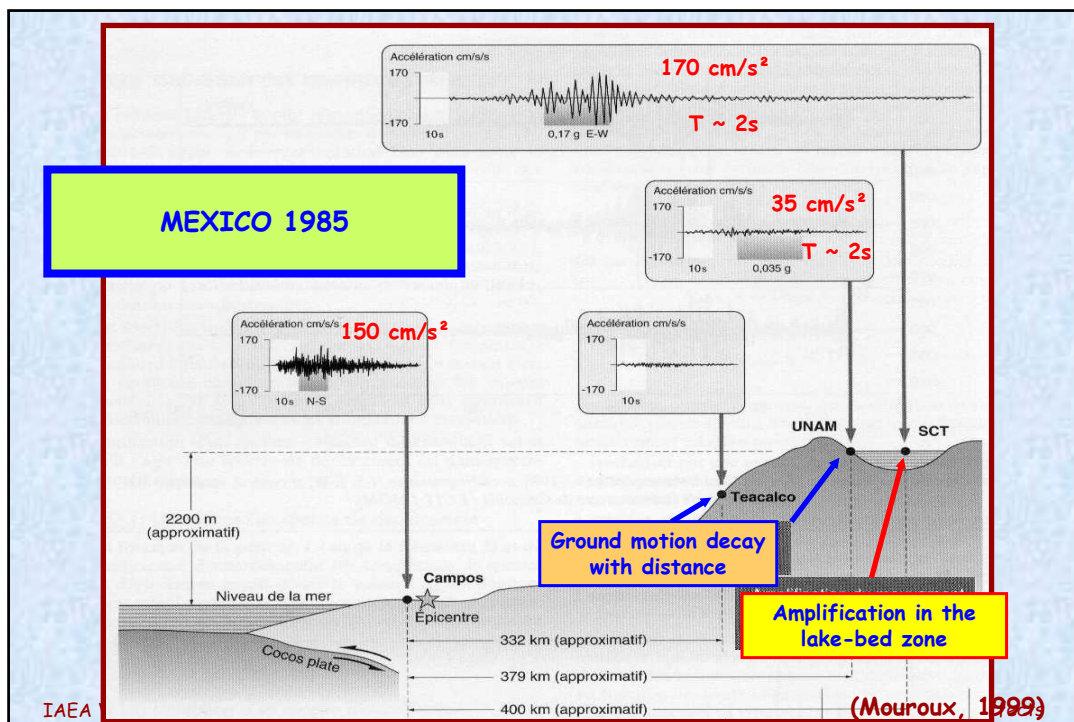 Accélération cm/s/s
170
-170
10s
0,17 g E-W
170 cm/s²
T ~ 2s
MEXICO 1985
Accélération cm/s/s
170
-170
10s
0,035 g
35 cm/s²
T ~ 2s
Accélération cm/s/s
170
-170
10s
N-S
150 cm/s²
Accélération cm/s/s
170
-170
10s
UNAM
SCT
Teacalco
2200 m
(approximatif)
Ground motion decay
with distance
Campos
Niveau de la mer
Épicentre
Amplification in the
lake-bed zone
332 km (approximatif)
Cocos plate
379 km (approximatif)
400 km (approximatif)
IAEA
(Mouroux, 1999)